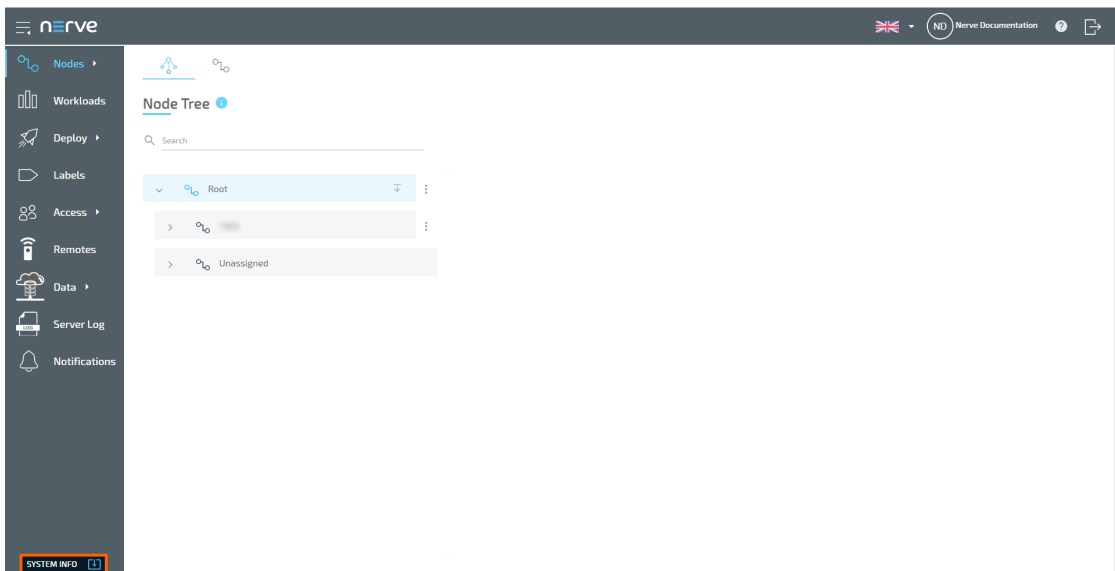 nerve
ND Nerve Documentation ?
Nodes
Workloads
Deploy
Labels
Access
Remotes
Data
LOG Server Log
Notifications
SYSTEM INFO
Node Tree i
Search
Root
Unassigned